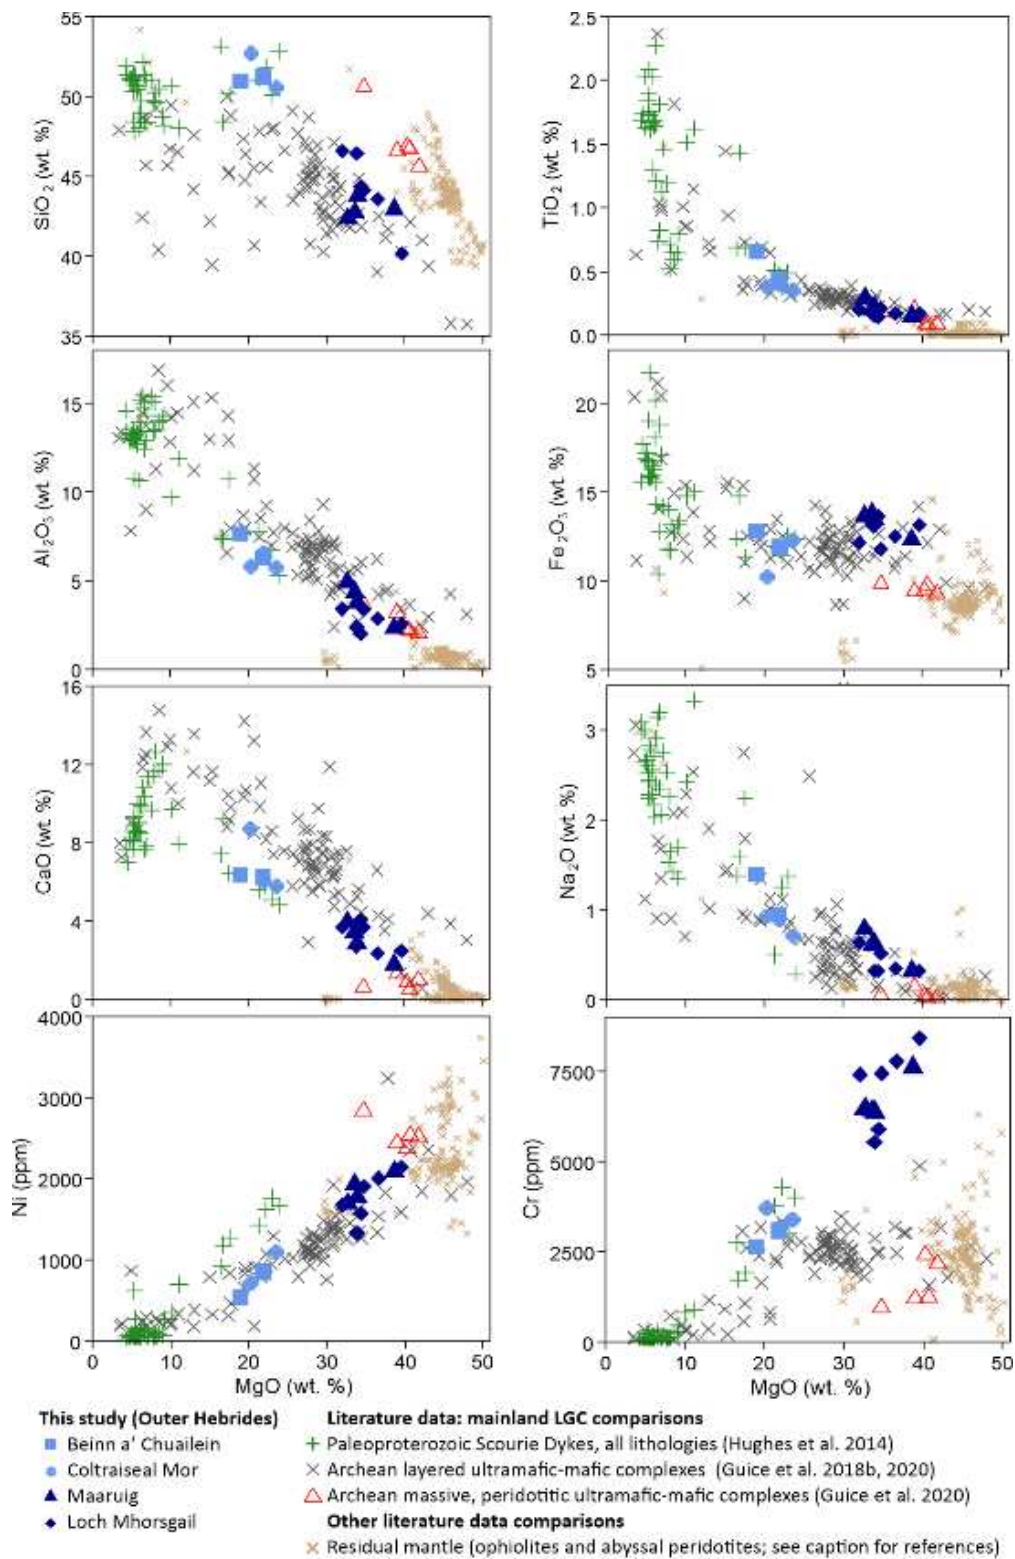 55
50
45
40
35
SiO2 (wt. %)
2.5
2.0
1.5
1.0
0.5
0.0
TiO2 (wt. %)
15
10
5
0
Al2O3 (wt. %)
20
15
10
5
Fe2O3 (wt. %)
16
12
8
4
0
CaO (wt. %)
3
2
1
0
Na2O (wt. %)
4000
3000
2000
1000
0
Ni (ppm)
7500
5000
2500
0
Cr (ppm)
0 10 20 30 40 50
MgO (wt. %)
0 10 20 30 40 50
MgO (wt. %)
This study (Outer Hebrides)
Beinn a' Chuailein
Coltraiseal Mor
Maaruig
Loch Mhorsgail
Literature data: mainland LGC comparisons
Paleoproterozoic Scourie Dykes, all lithologies (Hughes et al. 2014)
Archean layered ultramafic-mafic complexes (Guice et al. 2018b, 2020)
Archean massive, peridotitic ultramafic-mafic complexes (Guice et al. 2020)
Other literature data comparisons
Residual mantle (ophiolites and abyssal peridotites; see caption for references)